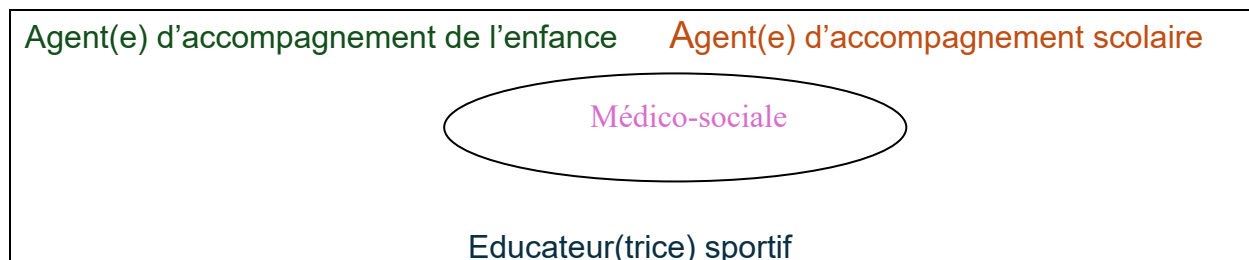 Agent(e) d’accompagnement de l’enfance Agent(e) d’accompagnement scolaire
Médico-sociale
Educateur(trice) sportif